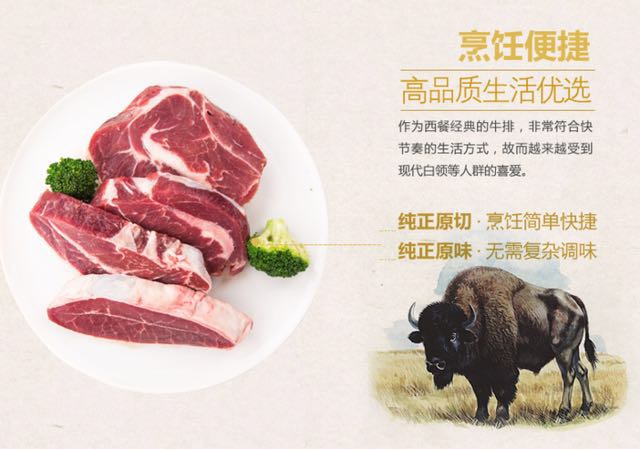 烹饪便捷
高品质生活优选
作为西餐经典的牛排，非常符合快
节奏的生活方式，故而越来越受到
现代白领等人群的喜爱。
纯正原切·烹饪简单快捷
纯正原味·无需复杂调味